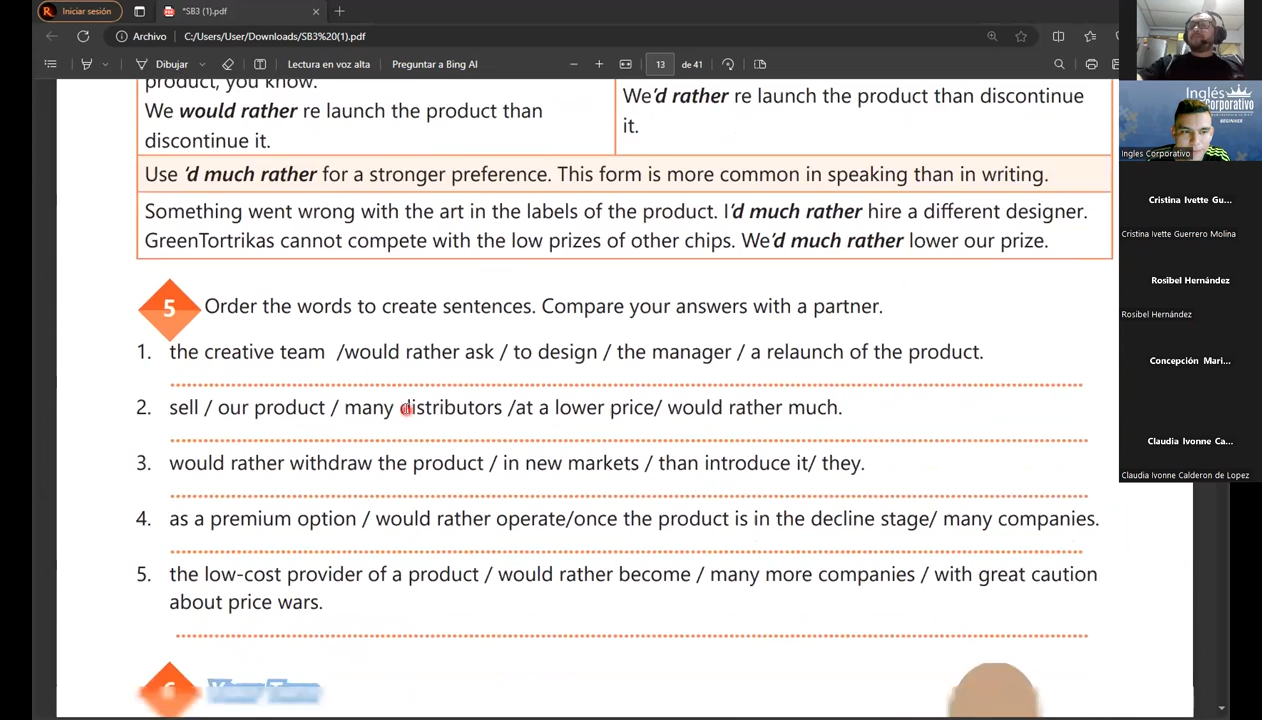 Iniciar sesión
*SB3 (1).pdf
Archivo
C:/Users/User/Downloads/SB3%20(1).pdf
Dibujar
Lectura en voz alta
Preguntar a Bing AI
13 de 41
product, you know.
We would rather re launch the product than
discontinue it.
We'd rather re launch the product than discontinue
it.
Use 'd much rather for a stronger preference. This form is more common in speaking than in writing.
Something went wrong with the art in the labels of the product. I'd much rather hire a different designer.
GreenTortrikas cannot compete with the low prizes of other chips. We'd much rather lower our prize.
5 Order the words to create sentences. Compare your answers with a partner.
1. the creative team /would rather ask / to design / the manager / a relaunch of the product.
2. sell / our product / many distributors /at a lower price/ would rather much.
3. would rather withdraw the product / in new markets / than introduce it/ they.
4. as a premium option / would rather operate/once the product is in the decline stage/ many companies.
5. the low-cost provider of a product / would rather become / many more companies / with great caution
about price wars.
6 Your Turn
Inglés
Corporativo
BEGINNER
Ingles Corporativo
Cristina Ivette Gu...
Cristina Ivette Guerrero Molina
Rosibel Hernández
Rosibel Hernández
Concepción Mari...
Claudia Ivonne Ca...
Claudia Ivonne Calderon de Lopez